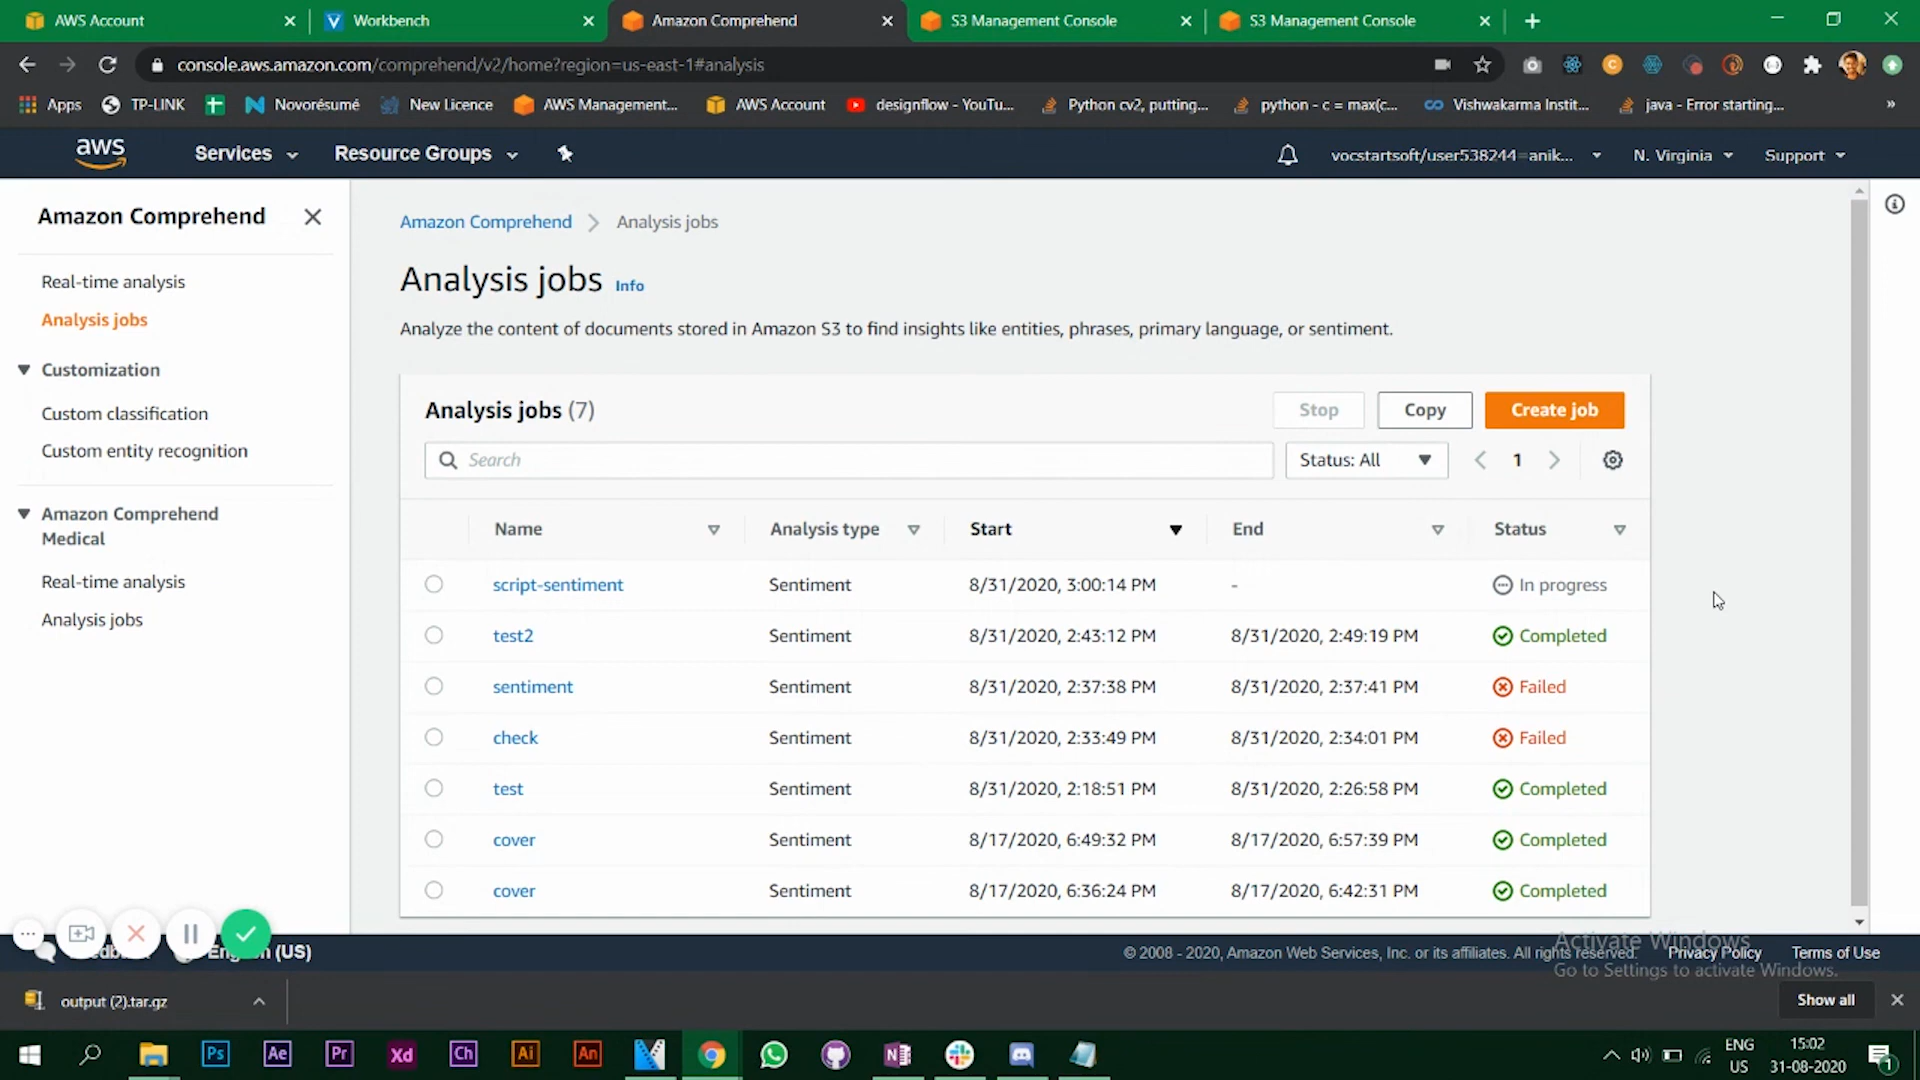 AWS Account
Workbench
Amazon Comprehend
S3 Management Console
S3 Management Console
console.aws.amazon.com/comprehend/v2/home?region=us-east-1#analysis
Apps
TP-LINK
Novorésumé
New Licence
AWS Management...
AWS Account
designflow - YouTu...
Python cv2, putting...
python - c = max(c...
Vishwakarma Instit...
java - Error starting...
»
aws
Services
Resource Groups
vocstartsoft/user538244=anik...
N. Virginia
Support
Amazon Comprehend
Real-time analysis
Analysis jobs
Customization
Custom classification
Custom entity recognition
Amazon Comprehend
Medical
Real-time analysis
Analysis jobs
Amazon Comprehend
Analysis jobs
Analysis jobs Info
Analyze the content of documents stored in Amazon S3 to find insights like entities, phrases, primary language, or sentiment.
Analysis jobs (7)
Stop
Copy
Create job
Search
Status: All
1
Name Analysis type Start End Status
script-sentiment Sentiment 8/31/2020, 3:00:14 PM - In progress
test2 Sentiment 8/31/2020, 2:43:12 PM 8/31/2020, 2:49:19 PM Completed
sentiment Sentiment 8/31/2020, 2:37:38 PM 8/31/2020, 2:37:41 PM Failed
check Sentiment 8/31/2020, 2:33:49 PM 8/31/2020, 2:34:01 PM Failed
test Sentiment 8/31/2020, 2:18:51 PM 8/31/2020, 2:26:58 PM Completed
cover Sentiment 8/17/2020, 6:49:32 PM 8/17/2020, 6:57:39 PM Completed
cover Sentiment 8/17/2020, 6:36:24 PM 8/17/2020, 6:42:31 PM Completed
(US)
© 2008 - 2020, Amazon Web Services, Inc. or its affiliates. All rights reserved.
Privacy Policy
Terms of Use
Activate Windows
Go to Settings to activate Windows.
output (2).tar.gz
Show all
Ps
Ae
Pr
Xd
Ch
Ai
An
N
ENG
US
15:02
31-08-2020
1